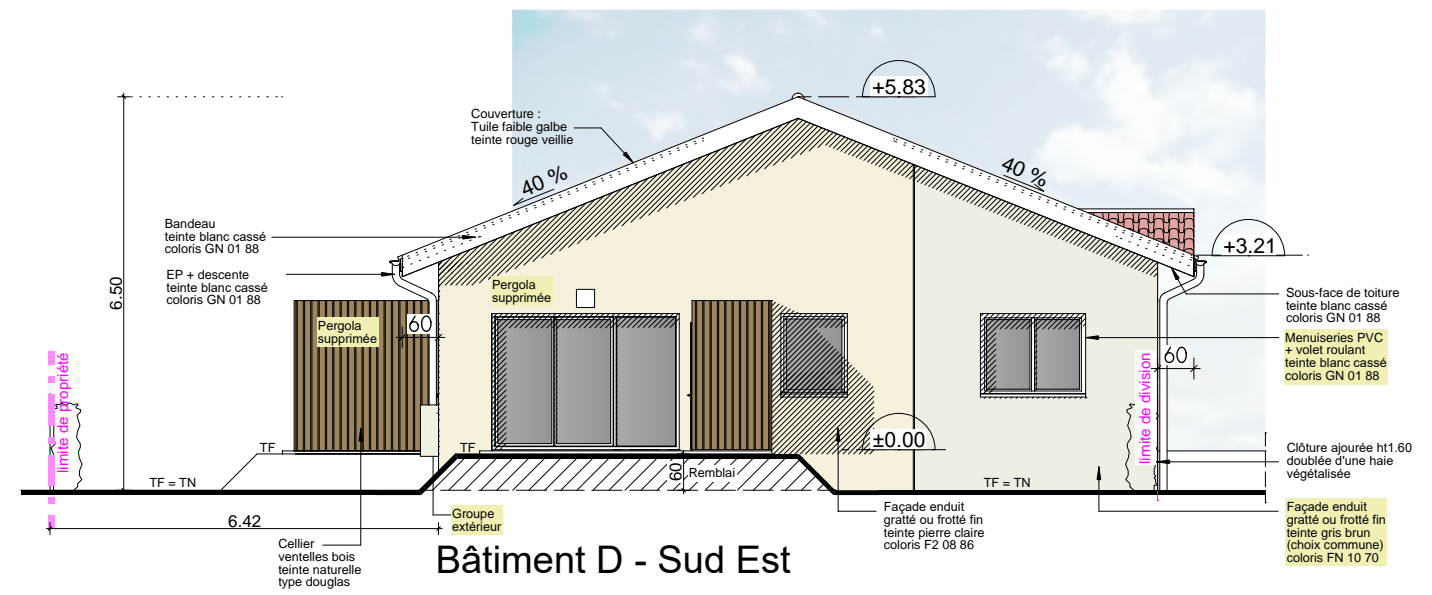 +5.83
Couverture :
Tuile faible galbe
teinte rouge veillie
40 %
40 %
Bandeau
teinte blanc cassé
coloris GN 01 88
+3.21
EP + descente
teinte blanc cassé
coloris GN 01 88
6.50
Pergola
supprimée
Pergola
supprimée
60
Sous-face de toiture
teinte blanc cassé
coloris GN 01 88
Menuiseries PVC
+ volet roulant
teinte blanc cassé
coloris GN 01 88
60
limite de propriété
limite de division
±0.00
TF
TF
Clôture ajourée ht1.60
doublée d'une haie
végétalisée
60
Remblai
TF = TN
TF = TN
6.42
Groupe
extérieur
Façade enduit
gratté ou frotté fin
teinte pierre claire
coloris F2 08 86
Façade enduit
gratté ou frotté fin
teinte gris brun
(choix commune)
coloris FN 10 70
Cellier
ventelles bois
teinte naturelle
type douglas
Bâtiment D - Sud Est